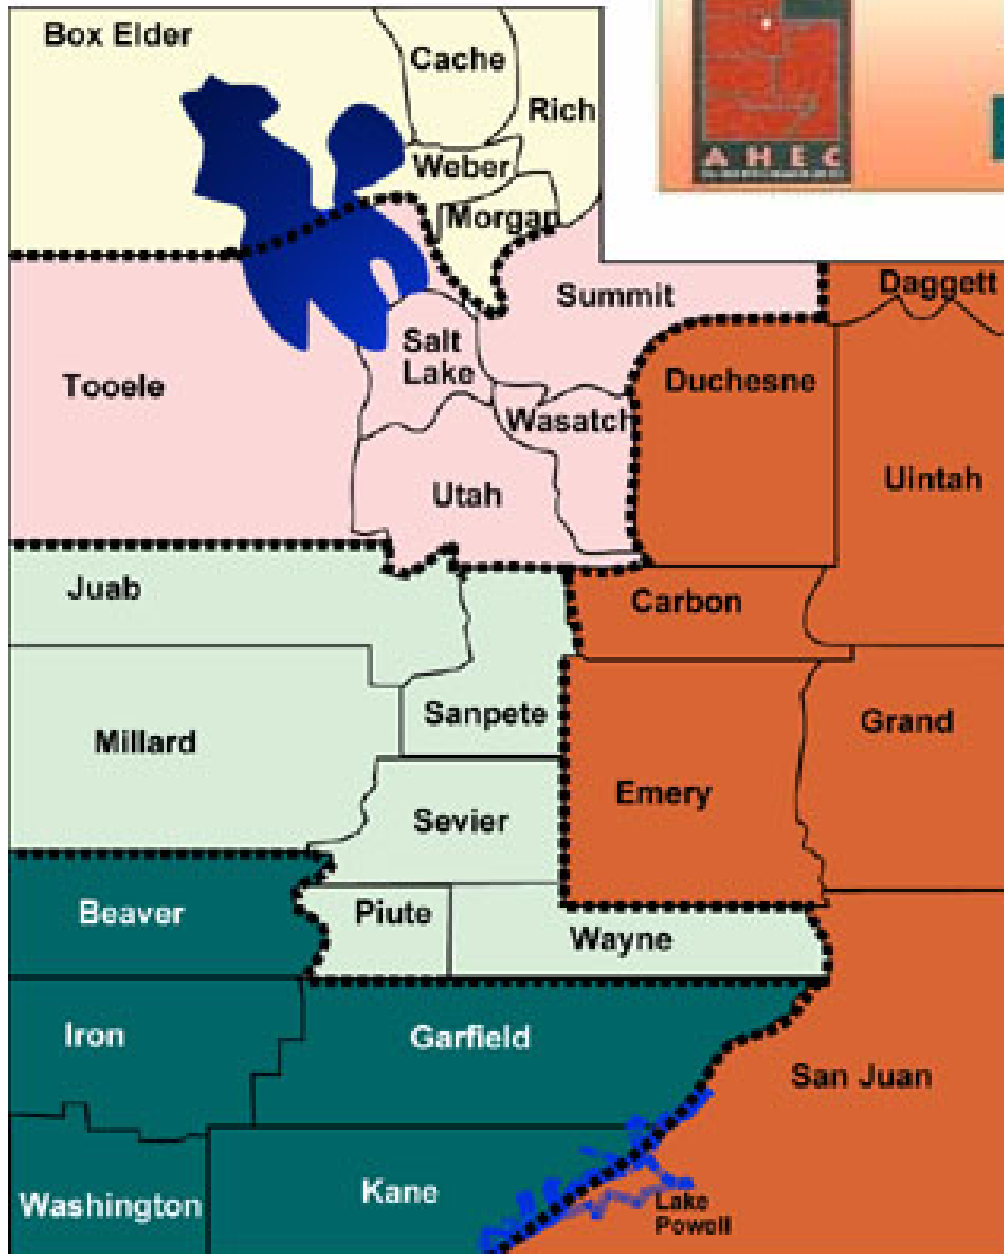 Box Elder
Cache
Rich
Weber
Morgan
A H E C
Summit
Daggett
Salt
Lake
Tooele
Duchesne
Wasatch
Uintah
Utah
Juab
Carbon
Sanpete
Grand
Millard
Emery
Sevier
Beaver
Piute
Wayne
Iron
Garfield
San Juan
Washington
Kane
Lake
Powell